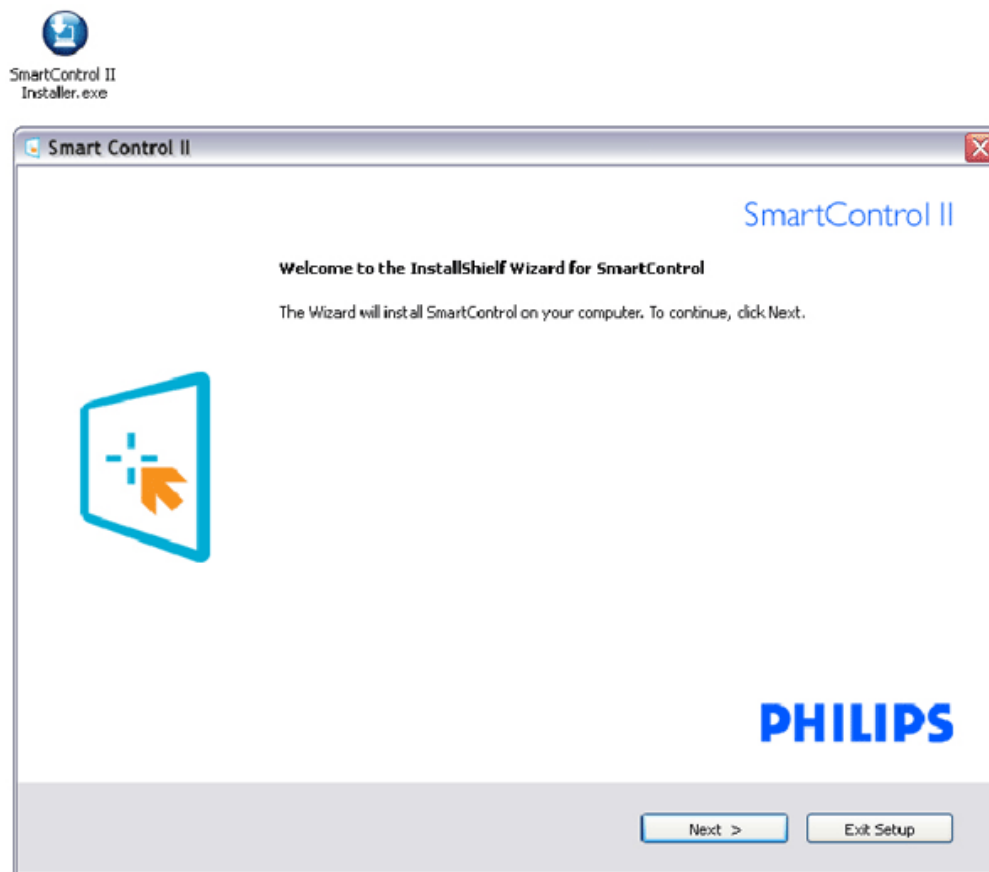 SmartControl II
Installer.exe
Smart Control II
SmartControl II
Welcome to the InstallShield Wizard for SmartControl
The Wizard will install SmartControl on your computer. To continue, click Next.
PHILIPS
Next >
Exit Setup